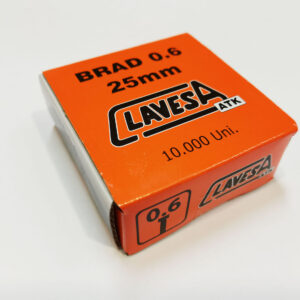 BRAD 0.6
25mm
CLAVESA
ATK
10.000 Uni.
0.6
CLAVESA
ATK